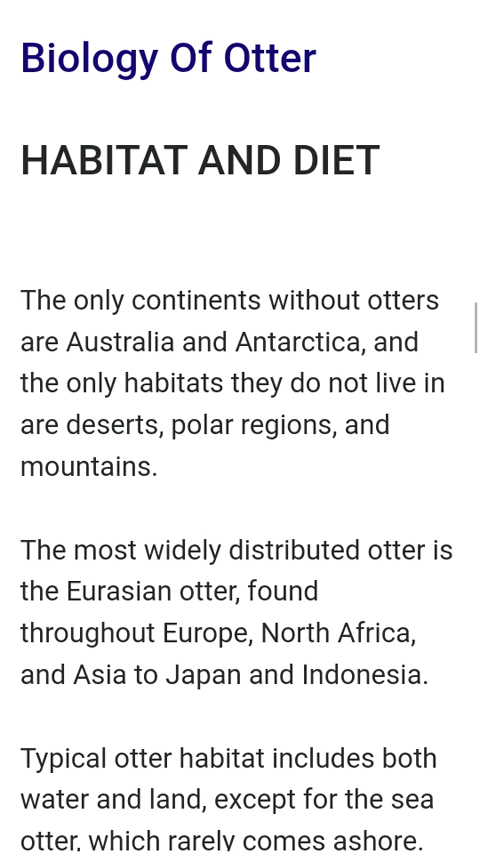 Biology Of Otter
HABITAT AND DIET
The only continents without otters
are Australia and Antarctica, and
the only habitats they do not live in
are deserts, polar regions, and
mountains.
The most widely distributed otter is
the Eurasian otter, found
throughout Europe, North Africa,
and Asia to Japan and Indonesia.
Typical otter habitat includes both
water and land, except for the sea
otter, which rarely comes ashore.